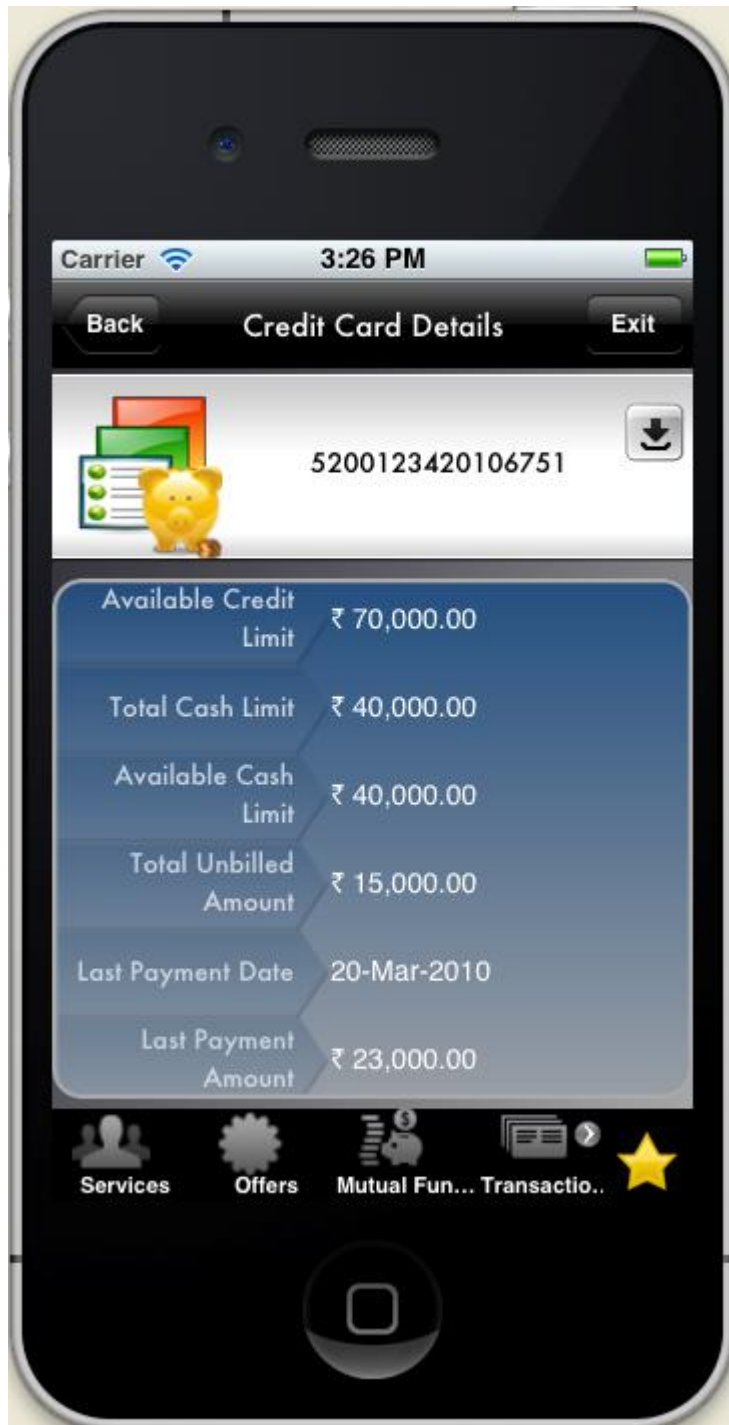 Carrier 3:26 PM
Back Credit Card Details Exit
5200123420106751
Available Credit
Limit
₹ 70,000.00
Total Cash Limit ₹ 40,000.00
Available Cash
Limit
₹ 40,000.00
Total Unbilled
Amount
₹ 15,000.00
Last Payment Date 20-Mar-2010
Last Payment
Amount
₹ 23,000.00
Services Offers Mutual Fun... Transactio..